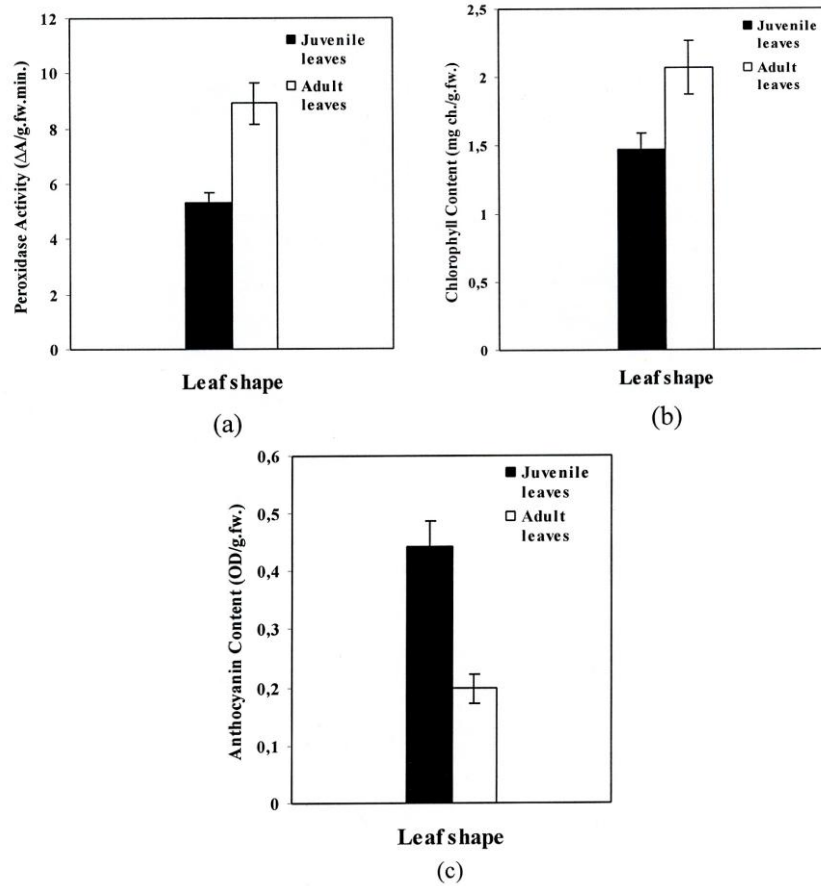 12
10
8
6
4
2
0
Peroxidase Activity (ΔA/g.fw.min.)
Juvenile
leaves
Adult
leaves
Leaf shape
(a)
2,5
2
1,5
1
0,5
0
Chlorophyll Content (mg ch./g.fw.)
Juvenile
leaves
Adult
leaves
Leaf shape
(b)
0,6
0,5
0,4
0,3
0,2
0,1
0
Anthocyanin Content (OD/g.fw.)
Juvenile
leaves
Adult
leaves
Leaf shape
(c)